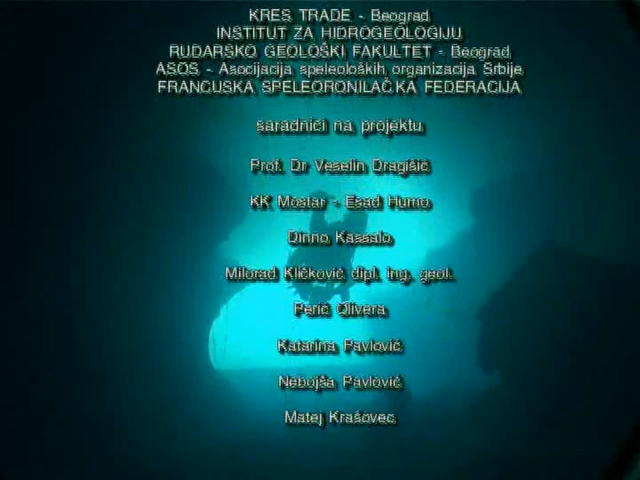 KRES TRADE - Beograd
INSTITUT ZA HIDROGEOLOGIJU
RUDARSKO GEOLOŠKI FAKULTET - Beograd
ASOS - Asocijacija speleoloških organizacija Srbije
FRANCUSKA SPELEORONILAČKA FEDERACIJA
saradnici na projektu
Prof. Dr Veselin Dragišić
KK Mostar - Esad Humo
Dinno Kassalo
Milorad Kličković dipl. ing. geol.
Perić Olivera
Katarina Pavlović
Nebojša Pavlović
Matej Krašovec